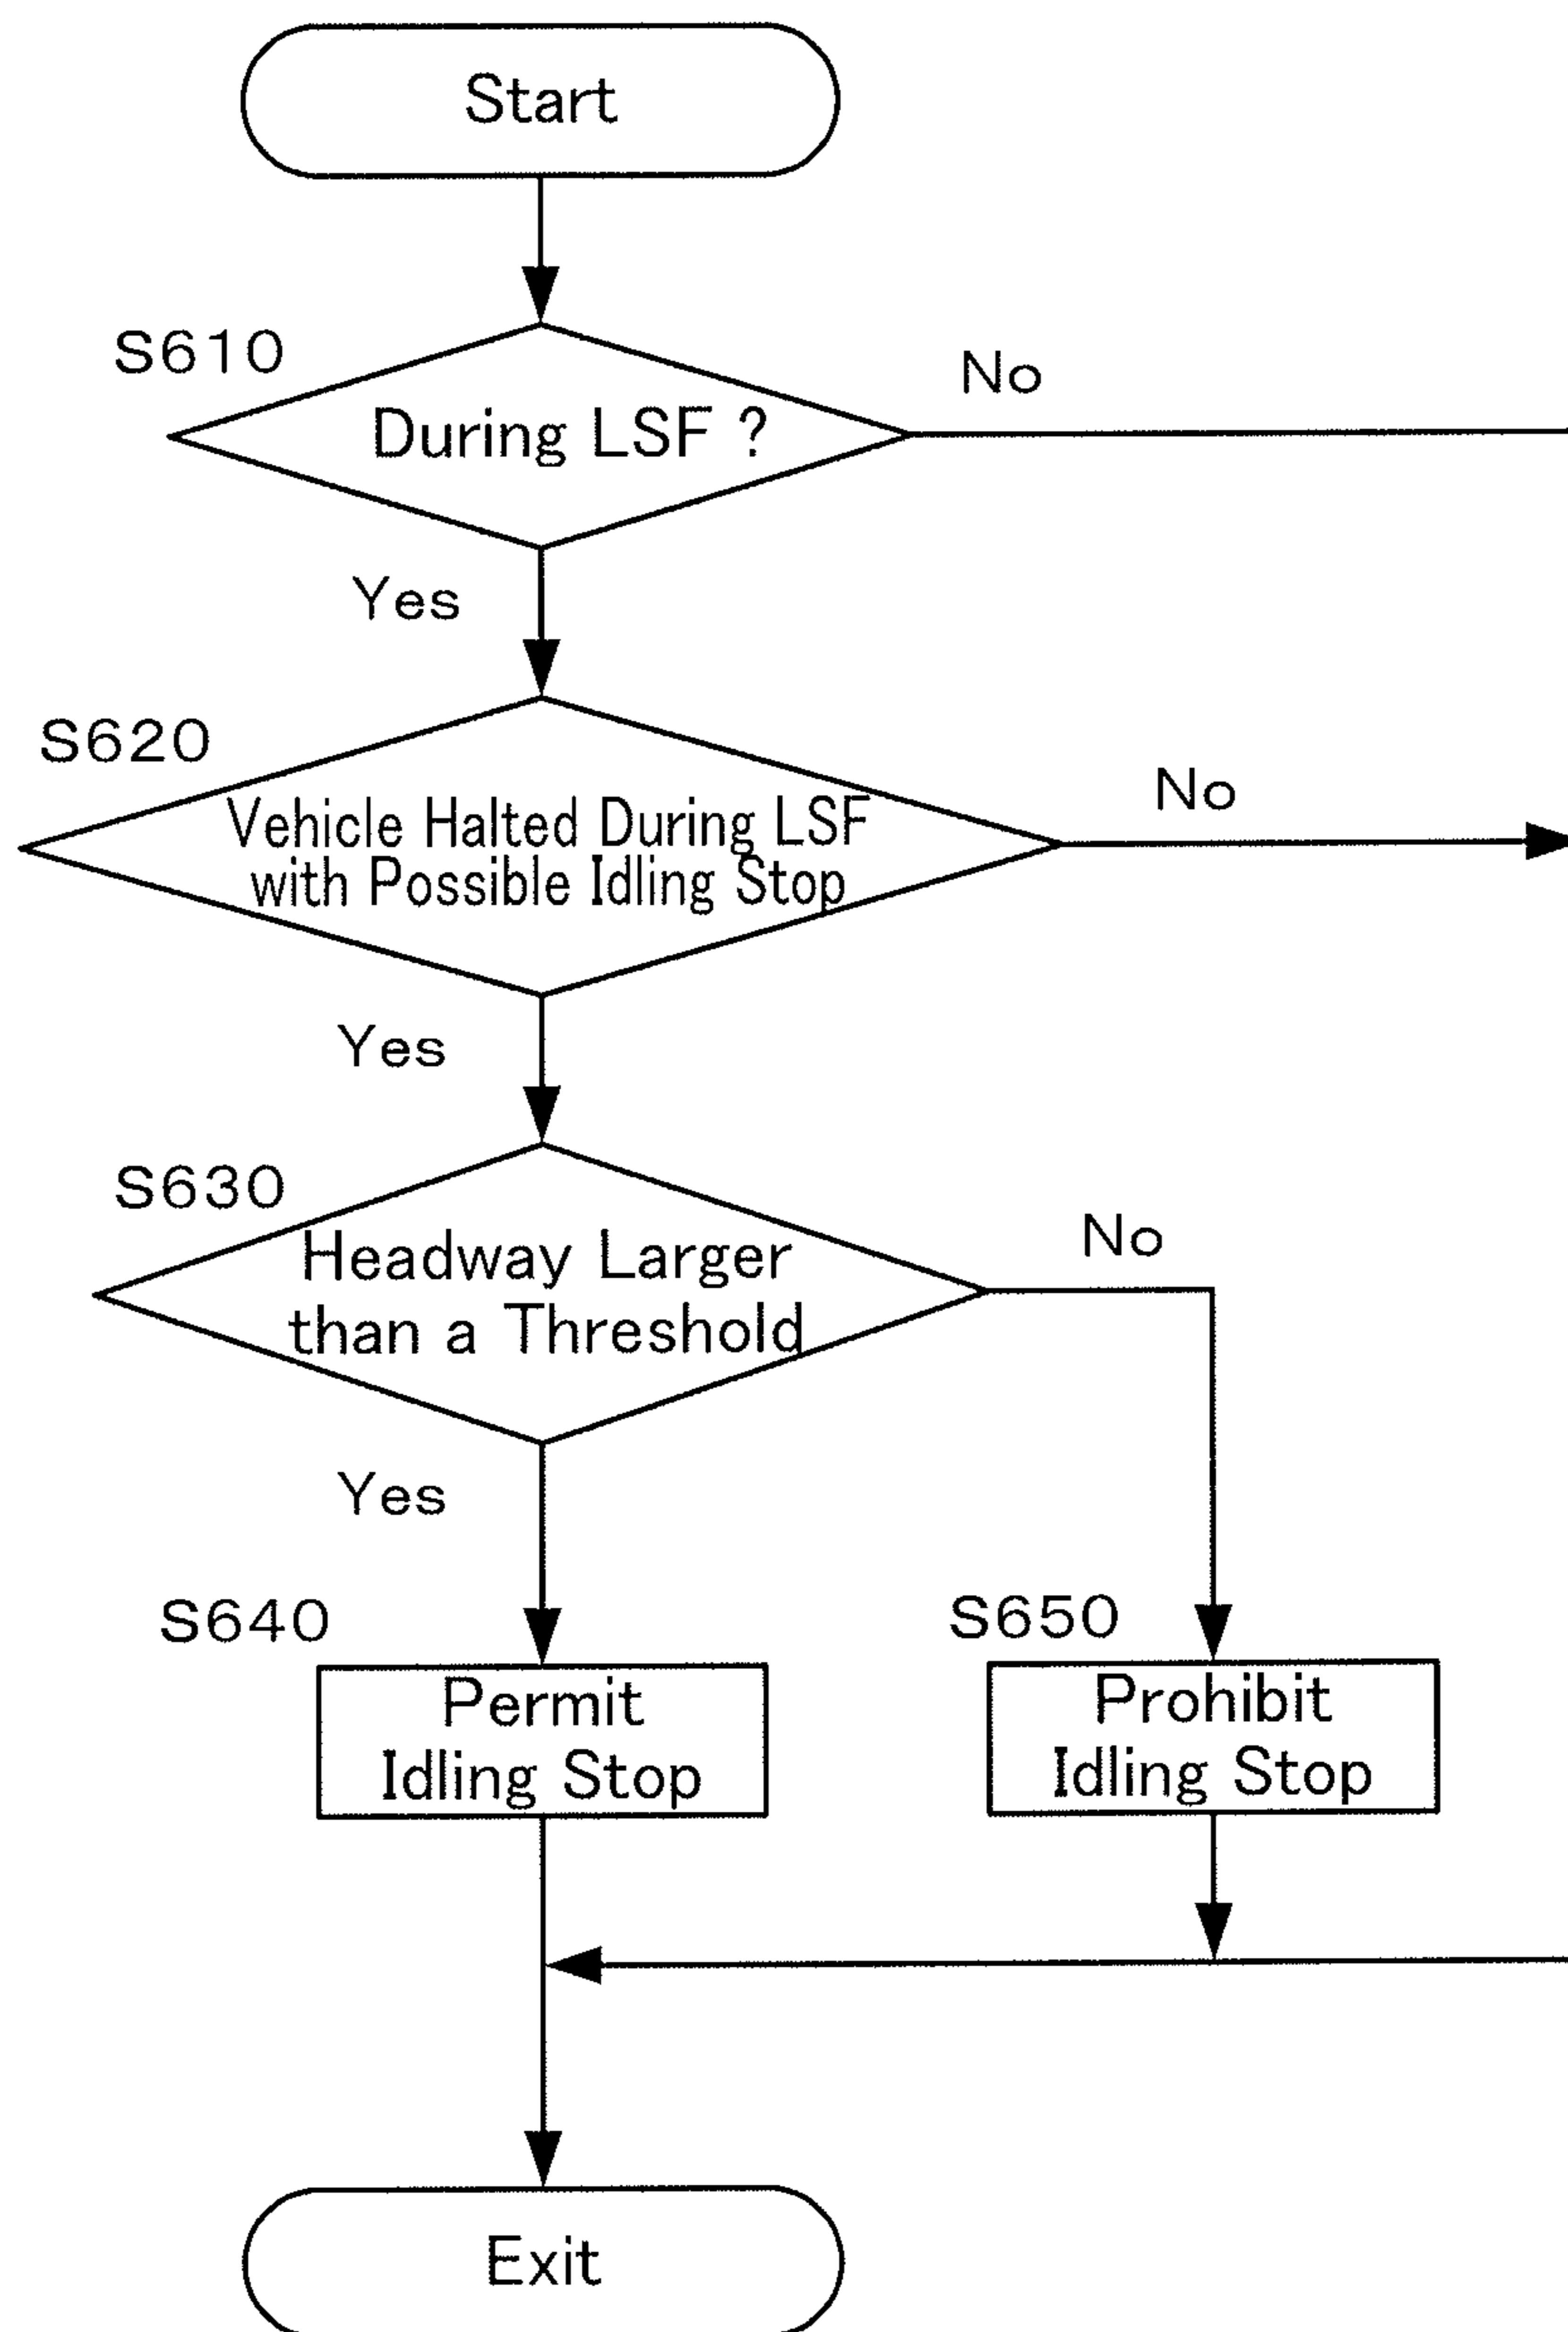 Start
S610
During LSF ?
No
Yes
S620
Vehicle Halted During LSF
with Possible Idling Stop
No
Yes
S630
Headway Larger
than a Threshold
No
Yes
S640
Permit
Idling Stop
S650
Prohibit
Idling Stop
Exit